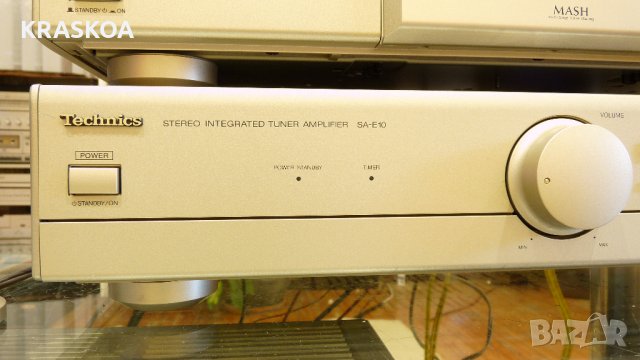 STANDBY ON
MASH
KRASKOA
Technics
STEREO INTEGRATED TUNER AMPLIFIER SA-E10
VOLUME
POWER
POWER STANDBY
TIMER
STANDBY/ON
MIN
MAX
BAZAR